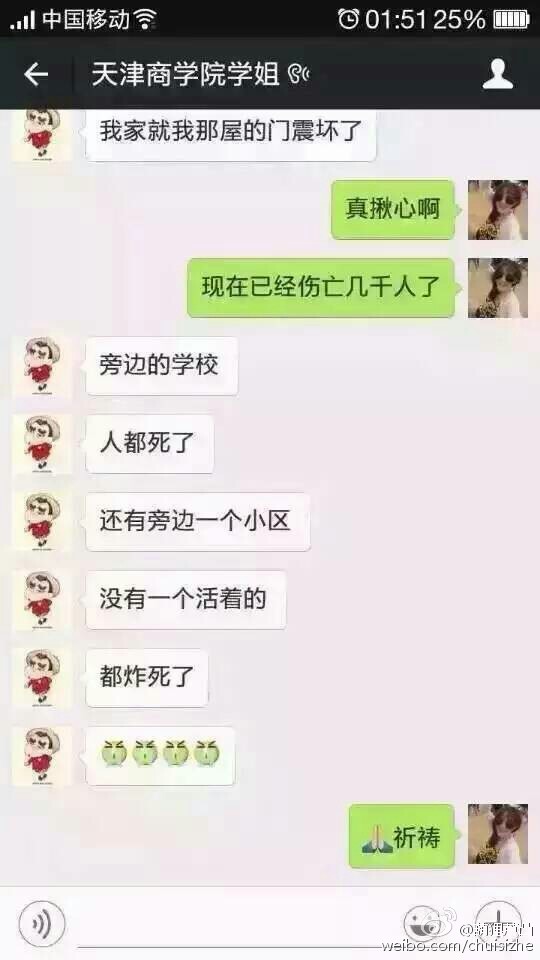 中国移动 01:51 25%
天津商学院学姐
我家就我那屋的门震坏了
真揪心啊
现在已经伤亡几千人了
旁边的学校
人都死了
还有旁边一个小区
没有一个活着的
都炸死了
祈祷
weibo.com/chuisizhe